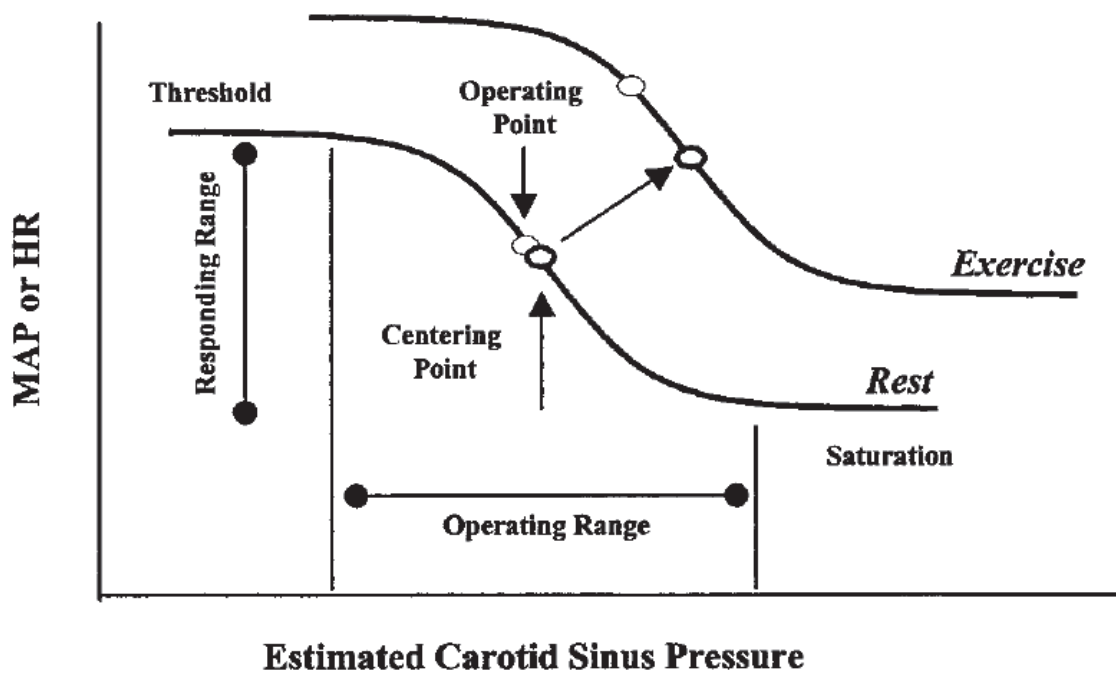 Threshold
Operating
Point
Responding Range
MAP or HR
Exercise
Centering
Point
Rest
Saturation
Operating Range
Estimated Carotid Sinus Pressure